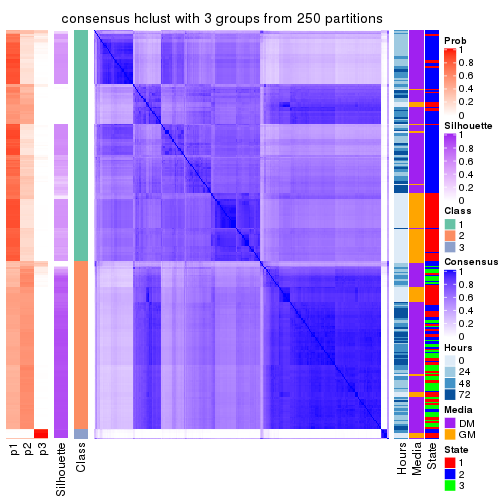 consensus hclust with 3 groups from 250 partitions
Prob
1
0.8
0.6
0.4
0.2
0
Silhouette
1
0.8
0.6
0.4
0.2
0
Class
1
2
3
Consensus
1
0.8
0.6
0.4
0.2
0
Hours
0
24
48
72
Media
DM
GM
State
1
2
3
p1
p2
p3
Silhouette
Class
Hours
Media
State